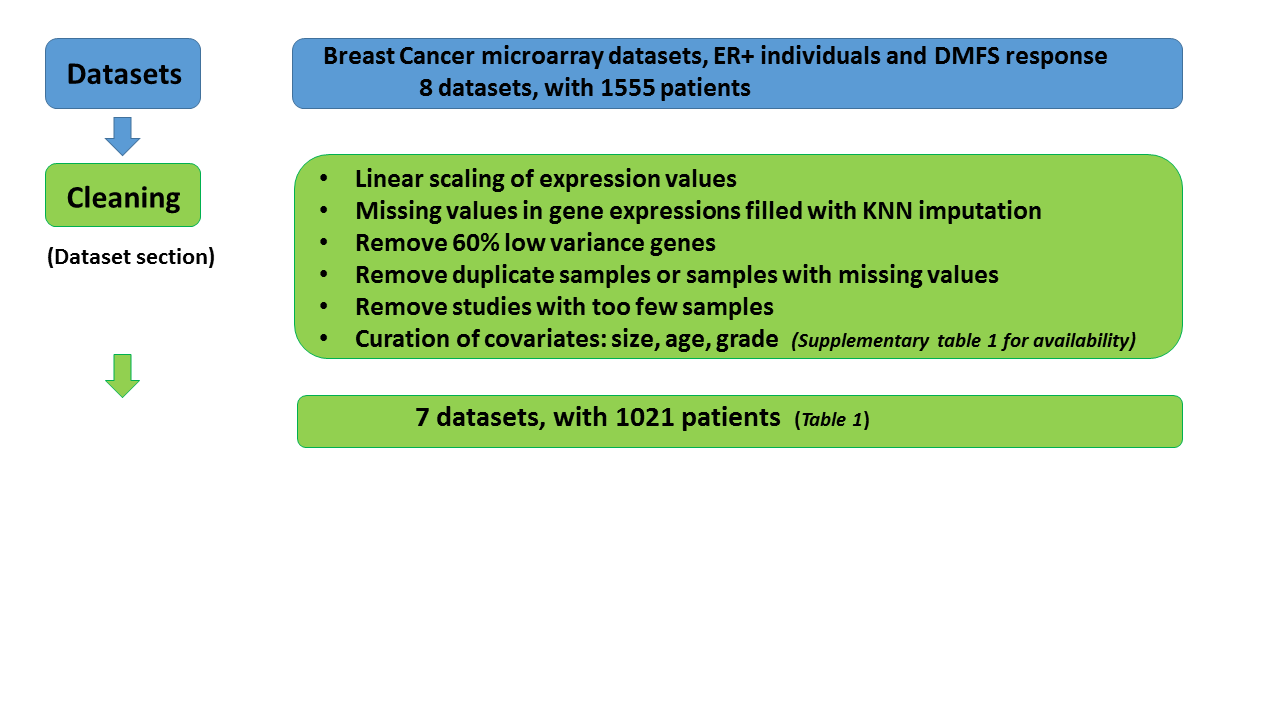 Datasets
Breast Cancer microarray datasets, ER+ individuals and DMFS response
8 datasets, with 1555 patients
Cleaning
(Dataset section)
• Linear scaling of expression values
• Missing values in gene expressions filled with KNN imputation
• Remove 60% low variance genes
• Remove duplicate samples or samples with missing values
• Remove studies with too few samples
• Curation of covariates: size, age, grade (Supplementary table 1 for availability)
7 datasets, with 1021 patients (Table 1)